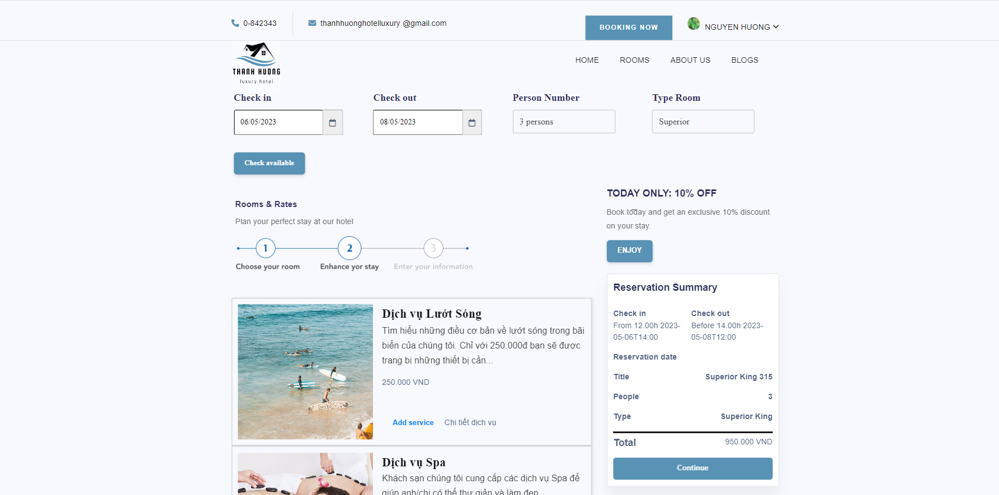 0-842343
thanhhuonghotelluxury @gmail.com
BOOKING NOW
NGUYEN HUONG
THANH HUONG
luxury hotel
HOME
ROOMS
ABOUT US
BLOGS
Check in
Check out
Person Number
Type Room
06/05/2023
08/05/2023
3 persons
Superior
Check available
Rooms & Rates
Plan your perfect stay at our hotel
1
2
3
Choose your room
Enhance yor stay
Enter your information
TODAY ONLY: 10% OFF
Book today and get an exclusive 10% discount
on your stay.
ENJOY
Dịch vụ Lướt Sóng
Tìm hiểu những điều cơ bản về lướt sóng trong bãi
biển của chúng tôi. Chỉ với 250.000đ bạn sẽ được
trang bị những thiết bị cần...
250.000 VND
Add service
Chi tiết dịch vụ
Dịch vụ Spa
Khách sạn chúng tôi cung cấp các dịch vụ Spa để
giúp anh/chị có thể thư giản và làm đẹp
Reservation Summary
Check in
From 12.00h 2023-
05-06T14:00
Check out
Before 14.00h 2023-
05-08T12:00
Reservation date
Title
Superior King 315
People
3
Type
Superior King
Total
950.000 VND
Continue